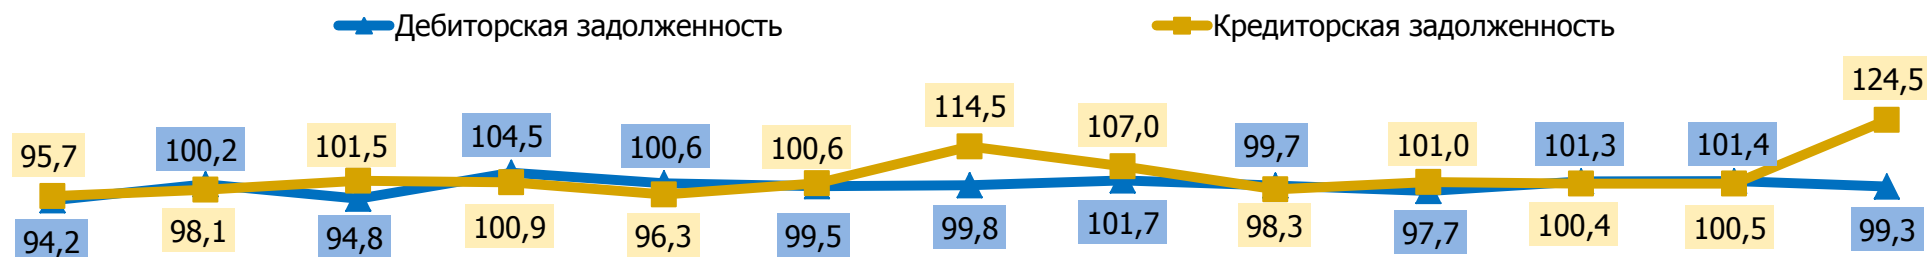 Дебиторская задолженность Кредиторская задолженность
124,5
114,5
104,5 107,0
95,7 100,2 101,5 100,6 100,6 99,7 101,0 101,3 101,4
94,2 98,1 94,8 100,9 96,3 99,5 99,8 101,7 98,3 97,7 100,4 100,5 99,3